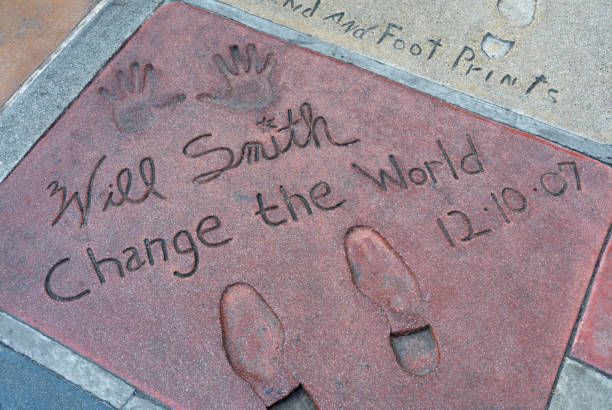 nd And Foot Prints
Will Smith
Change the World
12·10·07